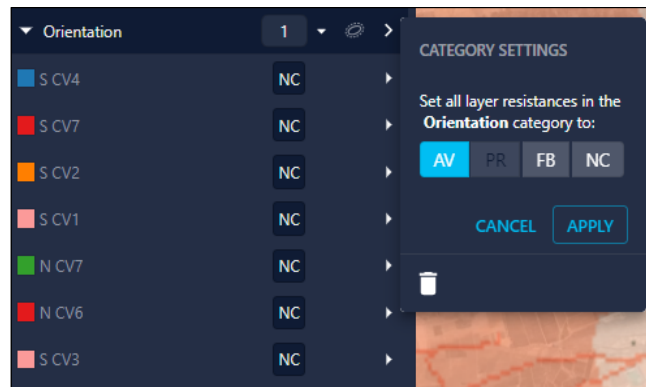 Orientation 1
S CV4 NC
S CV7 NC
S CV2 NC
S CV1 NC
N CV7 NC
N CV6 NC
S CV3 NC
CATEGORY SETTINGS
Set all layer resistances in the
Orientation category to:
AV PR FB NC
CANCEL APPLY